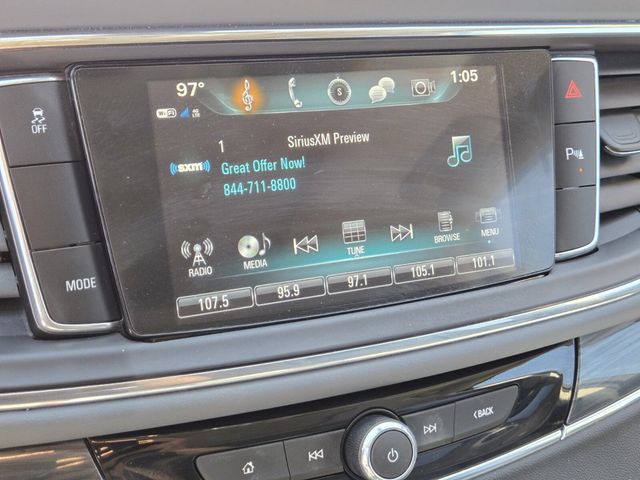 97°
S
1:05
WiFi
OFF
1
SiriusXM Preview
((sxm))
Great Offer Now!
844-711-8800
P
RADIO
MEDIA
TUNE
BROWSE
MENU
MODE
107.5
95.9
97.1
105.1
101.1
BACK